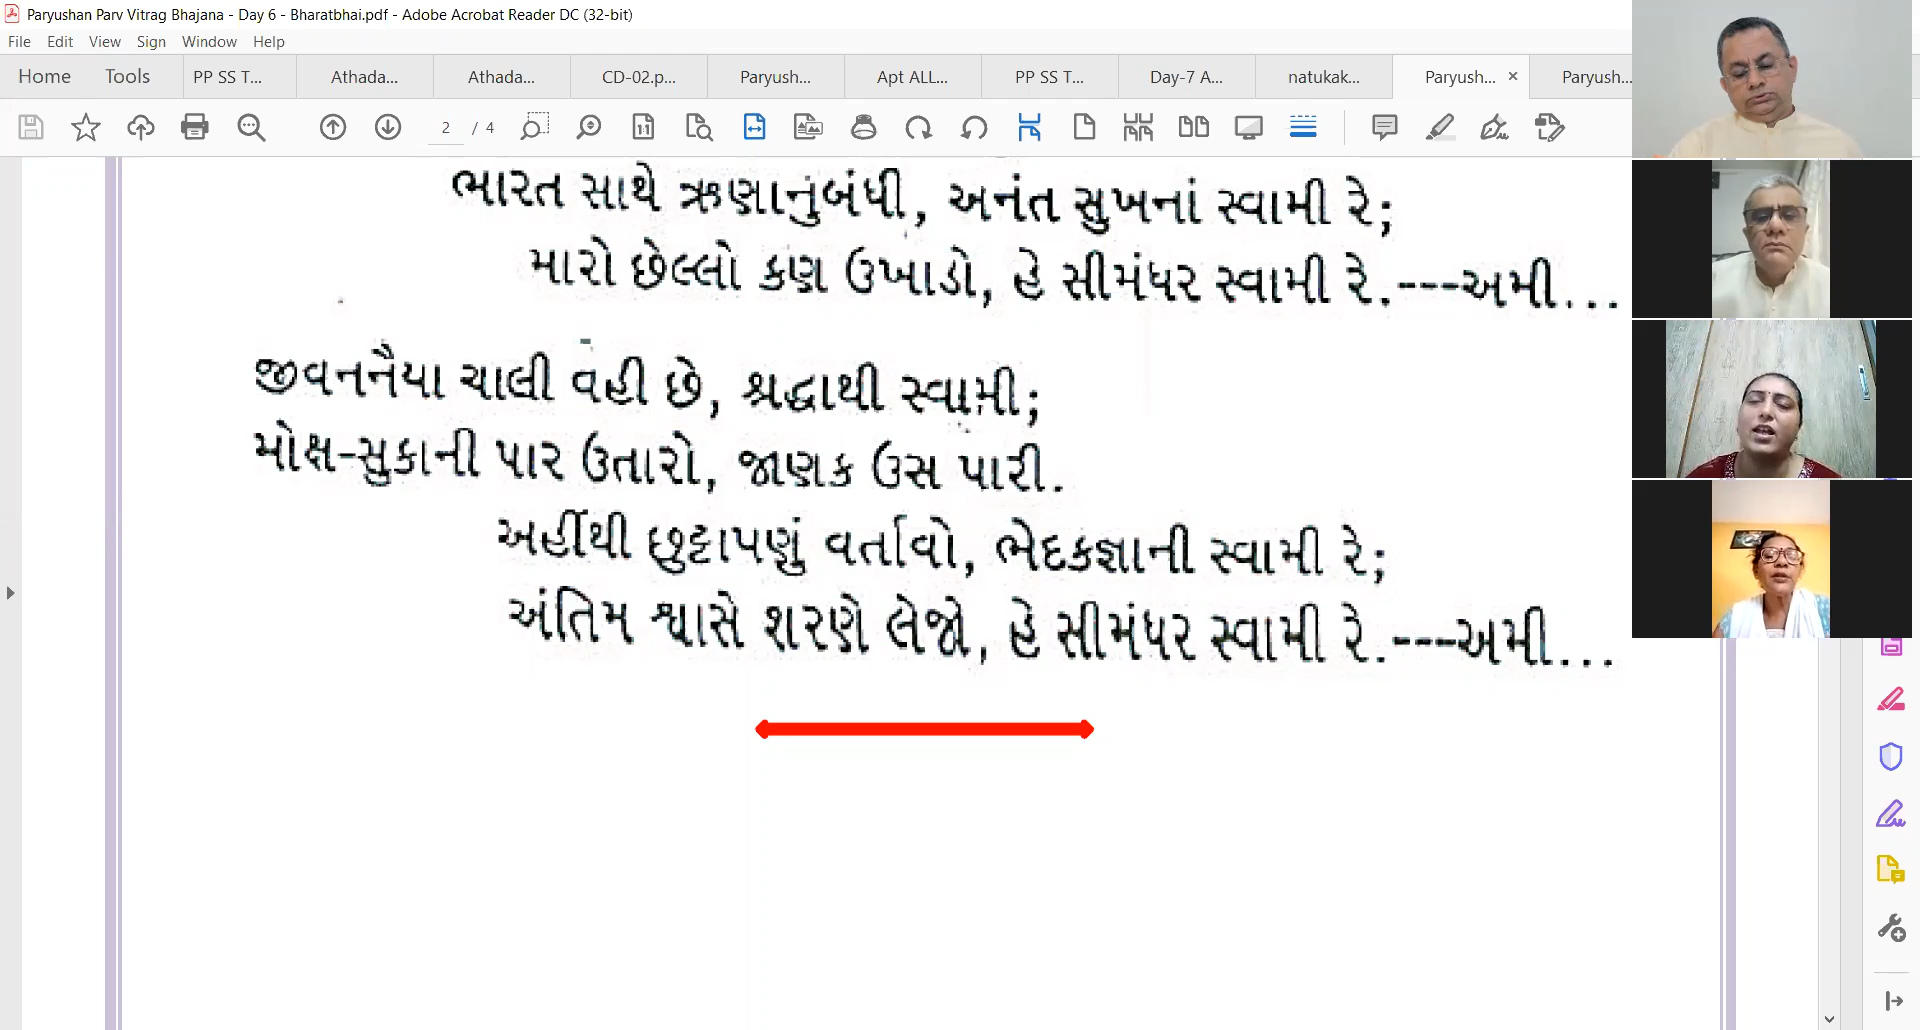 Paryushan Parv Vitrag Bhajana - Day 6 - Bharatbhai.pdf - Adobe Acrobat Reader DC (32-bit)
File Edit View Sign Window Help
Home Tools PP SS T... Athada... Athada... CD-02.p... Paryush... Apt ALL... PP SS T... Day-7 A... natukak... Paryush... × Paryush...
2 / 4
ભારત સાથે ઋણાનુંબંધી, અનંત સુખનાં સ્વામી રે;
મારો છેલ્લો કણ ઉખાડો, હે સીમંધર સ્વામી રે.---અમી...
જીવનનૈયા ચાલી વહી છે, શ્રદ્ધાથી સ્વામી;
મોક્ષ-સુકાની પાર ઉતારો, જાણક ઉસ પારી.
અહીંથી છુટ્ટાપણું વર્તાવો, ભેદકજ્ઞાની સ્વામી રે;
અંતિમ શ્વાસે શરણે લેજો, હે સીમંધર સ્વામી રે.---અમી...